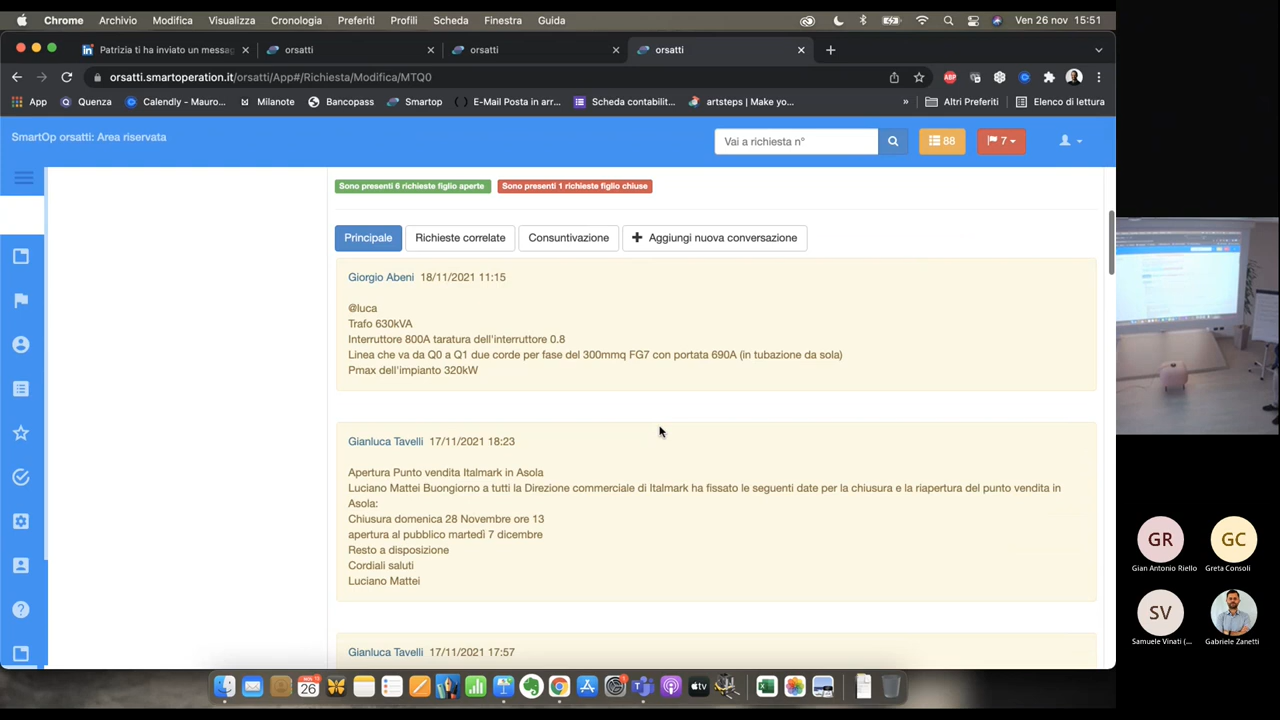 Chrome Archivio Modifica Visualizza Cronologia Preferiti Profili Scheda Finestra Guida Ven 26 nov 15:51
Patrizia ti ha inviato un messag orsatti orsatti orsatti
orsatti.smartoperation.it/orsatti/App#/Richiesta/Modifica/MTQ0
App Quenza Calendly - Mauro... Milanote Bancopass Smartop E-Mail Posta in arr... Scheda contabilit... artsteps | Make yo... » Altri Preferiti Elenco di lettura
SmartOp orsatti: Area riservata
Vai a richiesta n° 88 7
Sono presenti 6 richieste figlio aperte Sono presenti 1 richieste figlio chiuse
Principale Richieste correlate Consuntivazione + Aggiungi nuova conversazione
Giorgio Abeni 18/11/2021 11:15
@luca
Trafo 630kVA
Interruttore 800A taratura dell'interruttore 0.8
Linea che va da Q0 a Q1 due corde per fase del 300mmq FG7 con portata 690A (in tubazione da sola)
Pmax dell'impianto 320kW
Gianluca Tavelli 17/11/2021 18:23
Apertura Punto vendita Italmark in Asola
Luciano Mattei Buongiorno a tutti la Direzione commerciale di Italmark ha fissato le seguenti date per la chiusura e la riapertura del punto vendita in
Asola:
Chiusura domenica 28 Novembre ore 13
apertura al pubblico martedì 7 dicembre
Resto a disposizione
Cordiali saluti
Luciano Mattei
Gianluca Tavelli 17/11/2021 17:57
GR GC
Gian Antonio Riello Greta Consoli
SV
Samuele Vinati (... Gabriele Zanetti
26
tv